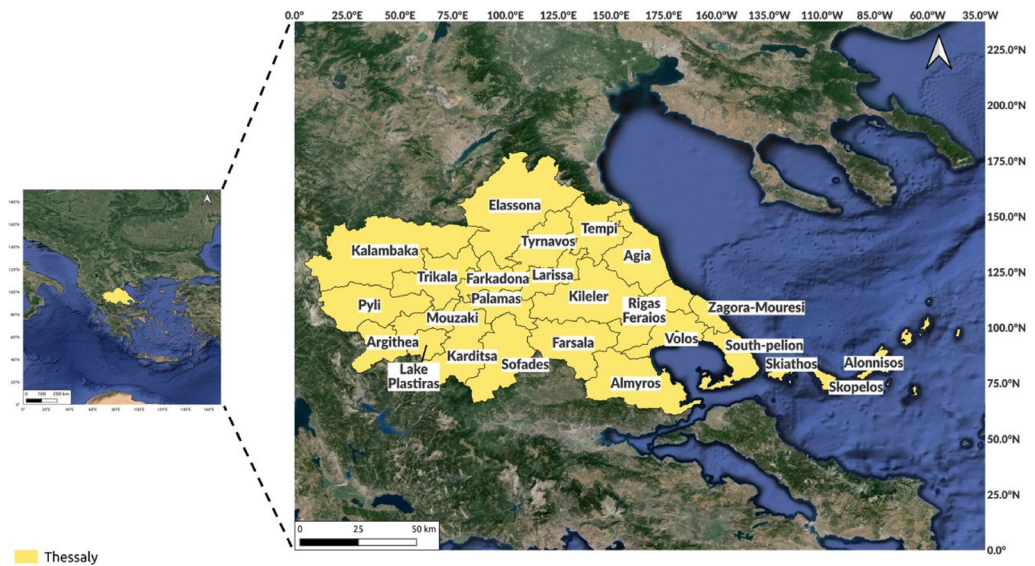 0.0° 25.0°E 50.0°E 75.0°E 100.0°E 125.0°E 150.0°E 175.0°E 160.0°W 135.0°W 110.0°W 85.0°W 60.0°W 35.0°W
225.0°N
200.0°N
175.0°N
150.0°N
125.0°N
100.0°N
75.0°N
50.0°N
25.0°N
0.0°
Elassona
Tempi
Tyrnavos
Kalambaka
Agia
Trikala
Farkadona
Larissa
Palamas
Kileler
Pyli
Rigas
Feraios
Zagora-Mouresi
Mouzaki
Argithea
Farsala
Volos
South-pelion
Karditsa
Sofades
Skiathos
Alonnisos
Lake
Plastiras
Almyros
Skopelos
0 25 50 km
0 100 200 km
Thessaly